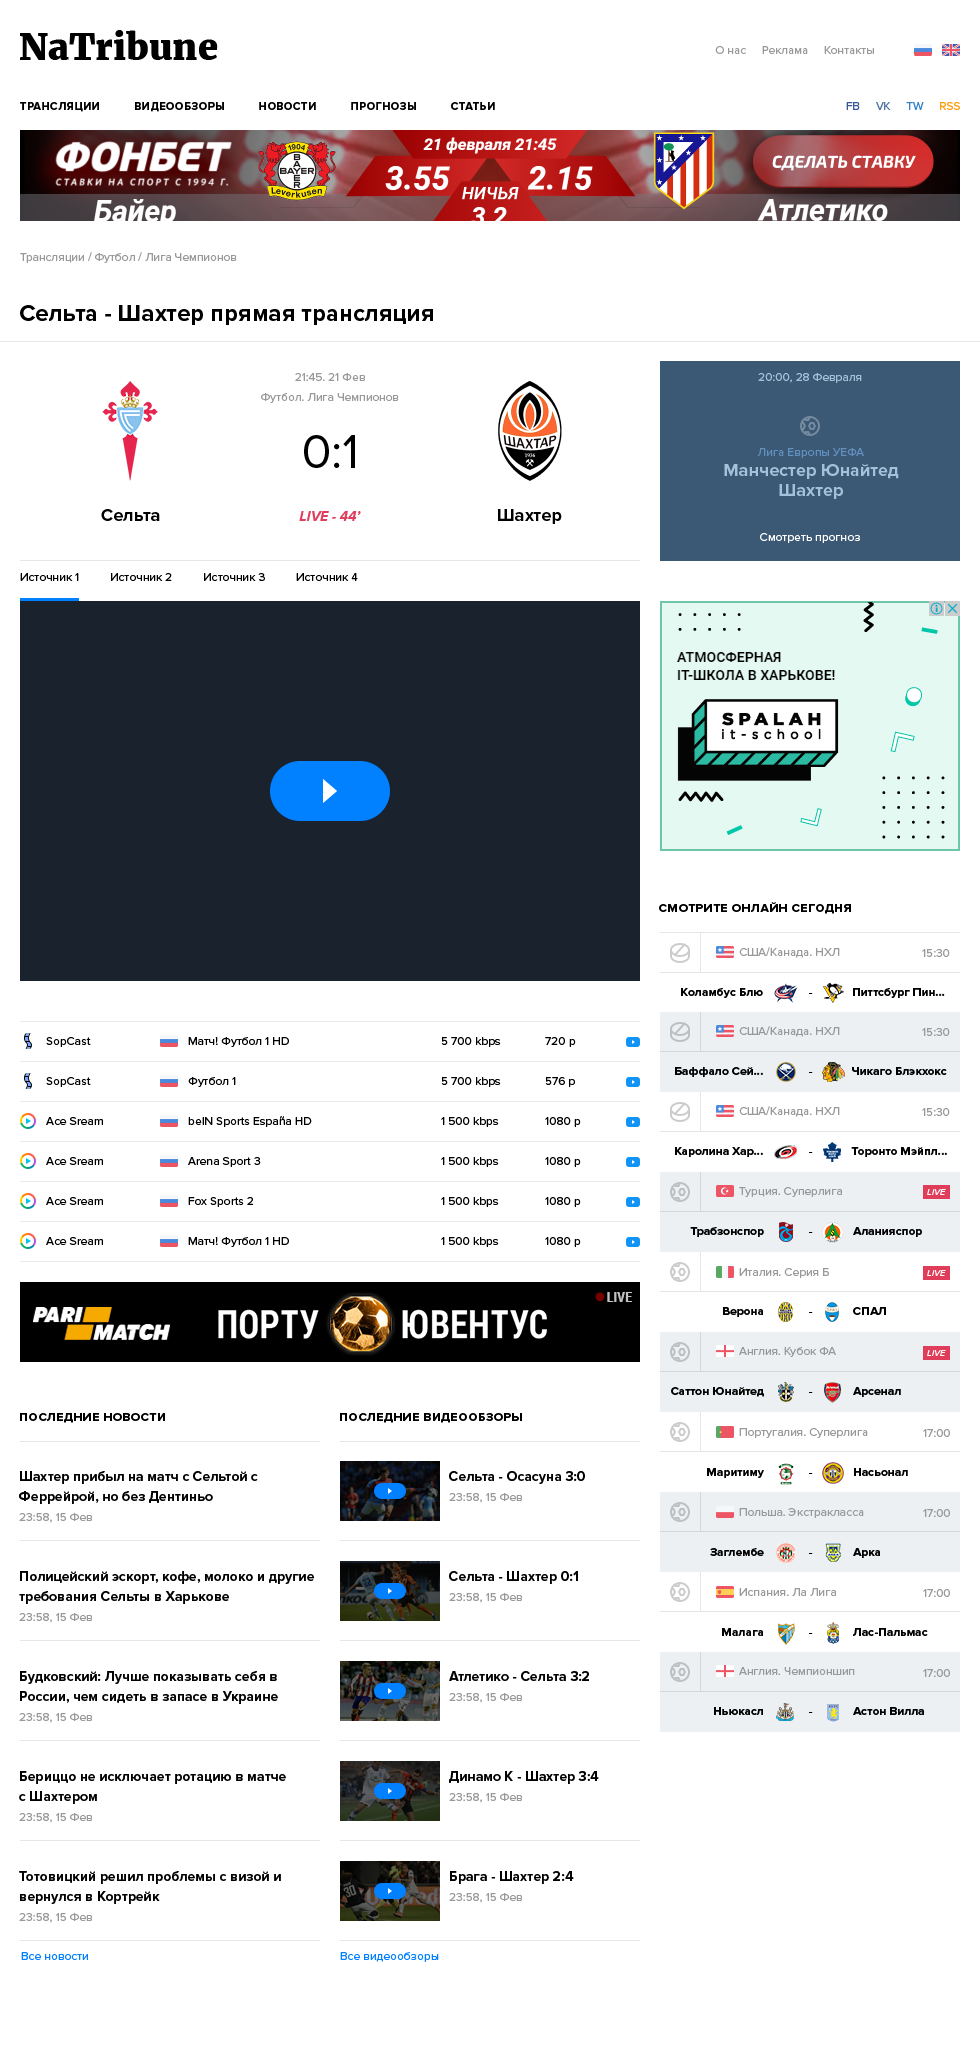 NaTribune
О нас Реклама Контакты
ТРАНСЛЯЦИИ ВИДЕООБЗОРЫ НОВОСТИ ПРОГНОЗЫ СТАТЬИ FB VK TW RSS
ФОНБЕТ
СТАВКИ НА СПОРТ С 1994 Г.
Байер
1904
BAYER
BAYER
Leverkusen
21 февраля 21:45
3.55
НИЧЬЯ
3.2
2.15
Атлетико
СДЕЛАТЬ СТАВКУ
Трансляции / Футбол / Лига Чемпионов
Сельта - Шахтер прямая трансляция
21:45. 21 Фев
Футбол. Лига Чемпионов
0:1
ШАХТАР
1936
Сельта
LIVE - 44’
Шахтер
20:00, 28 Февраля
Лига Европы УЕФА
Манчестер Юнайтед
Шахтер
Смотреть прогноз
Источник 1 Источник 2 Источник 3 Источник 4
АТМОСФЕРНАЯ
IT-ШКОЛА В ХАРЬКОВЕ!
SPALAH
it-school
SopCast Матч! Футбол 1 HD 5 700 kbps 720 p
SopCast Футбол 1 5 700 kbps 576 p
Ace Sream beIN Sports España HD 1 500 kbps 1080 p
Ace Sream Arena Sport 3 1 500 kbps 1080 p
Ace Sream Fox Sports 2 1 500 kbps 1080 p
Ace Sream Матч! Футбол 1 HD 1 500 kbps 1080 p
PARI MATCH
ПОРТУ ЮВЕНТУС
LIVE
ПОСЛЕДНИЕ НОВОСТИ
Шахтер прибыл на матч с Сельтой с
Феррейрой, но без Дентиньо
23:58, 15 Фев
Полицейский эскорт, кофе, молоко и другие
требования Сельты в Харькове
23:58, 15 Фев
Будковский: Лучше показывать себя в
России, чем сидеть в запасе в Украине
23:58, 15 Фев
Бериццо не исключает ротацию в матче
с Шахтером
23:58, 15 Фев
Тотовицкий решил проблемы с визой и
вернулся в Кортрейк
23:58, 15 Фев
Все новости
ПОСЛЕДНИЕ ВИДЕООБЗОРЫ
Сельта - Осасуна 3:0
23:58, 15 Фев
Сельта - Шахтер 0:1
23:58, 15 Фев
Атлетико - Сельта 3:2
23:58, 15 Фев
Динамо К - Шахтер 3:4
23:58, 15 Фев
Брага - Шахтер 2:4
23:58, 15 Фев
Все видеообзоры
СМОТРИТЕ ОНЛАЙН СЕГОДНЯ
США/Канада. НХЛ 15:30
Коламбус Блю - Питтсбург Пин...
США/Канада. НХЛ 15:30
Баффало Сей... - Чикаго Блэкхокс
США/Канада. НХЛ 15:30
Каролина Хар... - Торонто Мэйпл...
Турция. Суперлига LIVE
Трабзонспор - Аланияспор
Италия. Серия Б LIVE
Верона - СПАЛ
Англия. Кубок ФА LIVE
Саттон Юнайтед - Арсенал
Португалия. Суперлига 17:00
Маритиму - Насьонал
Польша. Экстракласса 17:00
Заглембе - Арка
Испания. Ла Лига 17:00
Малага - Лас-Пальмас
Англия. Чемпионшип 17:00
Ньюкасл - Астон Вилла